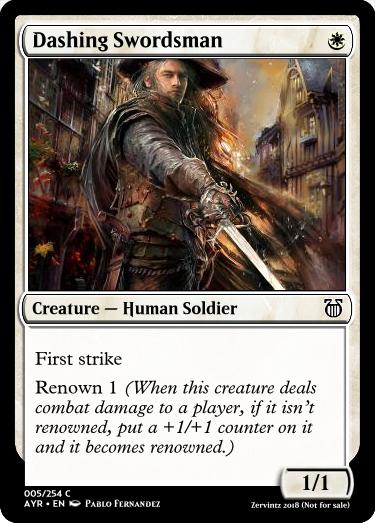 Dashing Swordsman
Creature — Human Soldier
First strike
Renown 1 (When this creature deals
combat damage to a player, if it isn't
renowned, put a +1/+1 counter on it
and it becomes renowned.)
1/1
005/254 C
AYR • EN Pablo Fernandez
Zervintz 2018 (Not for sale)